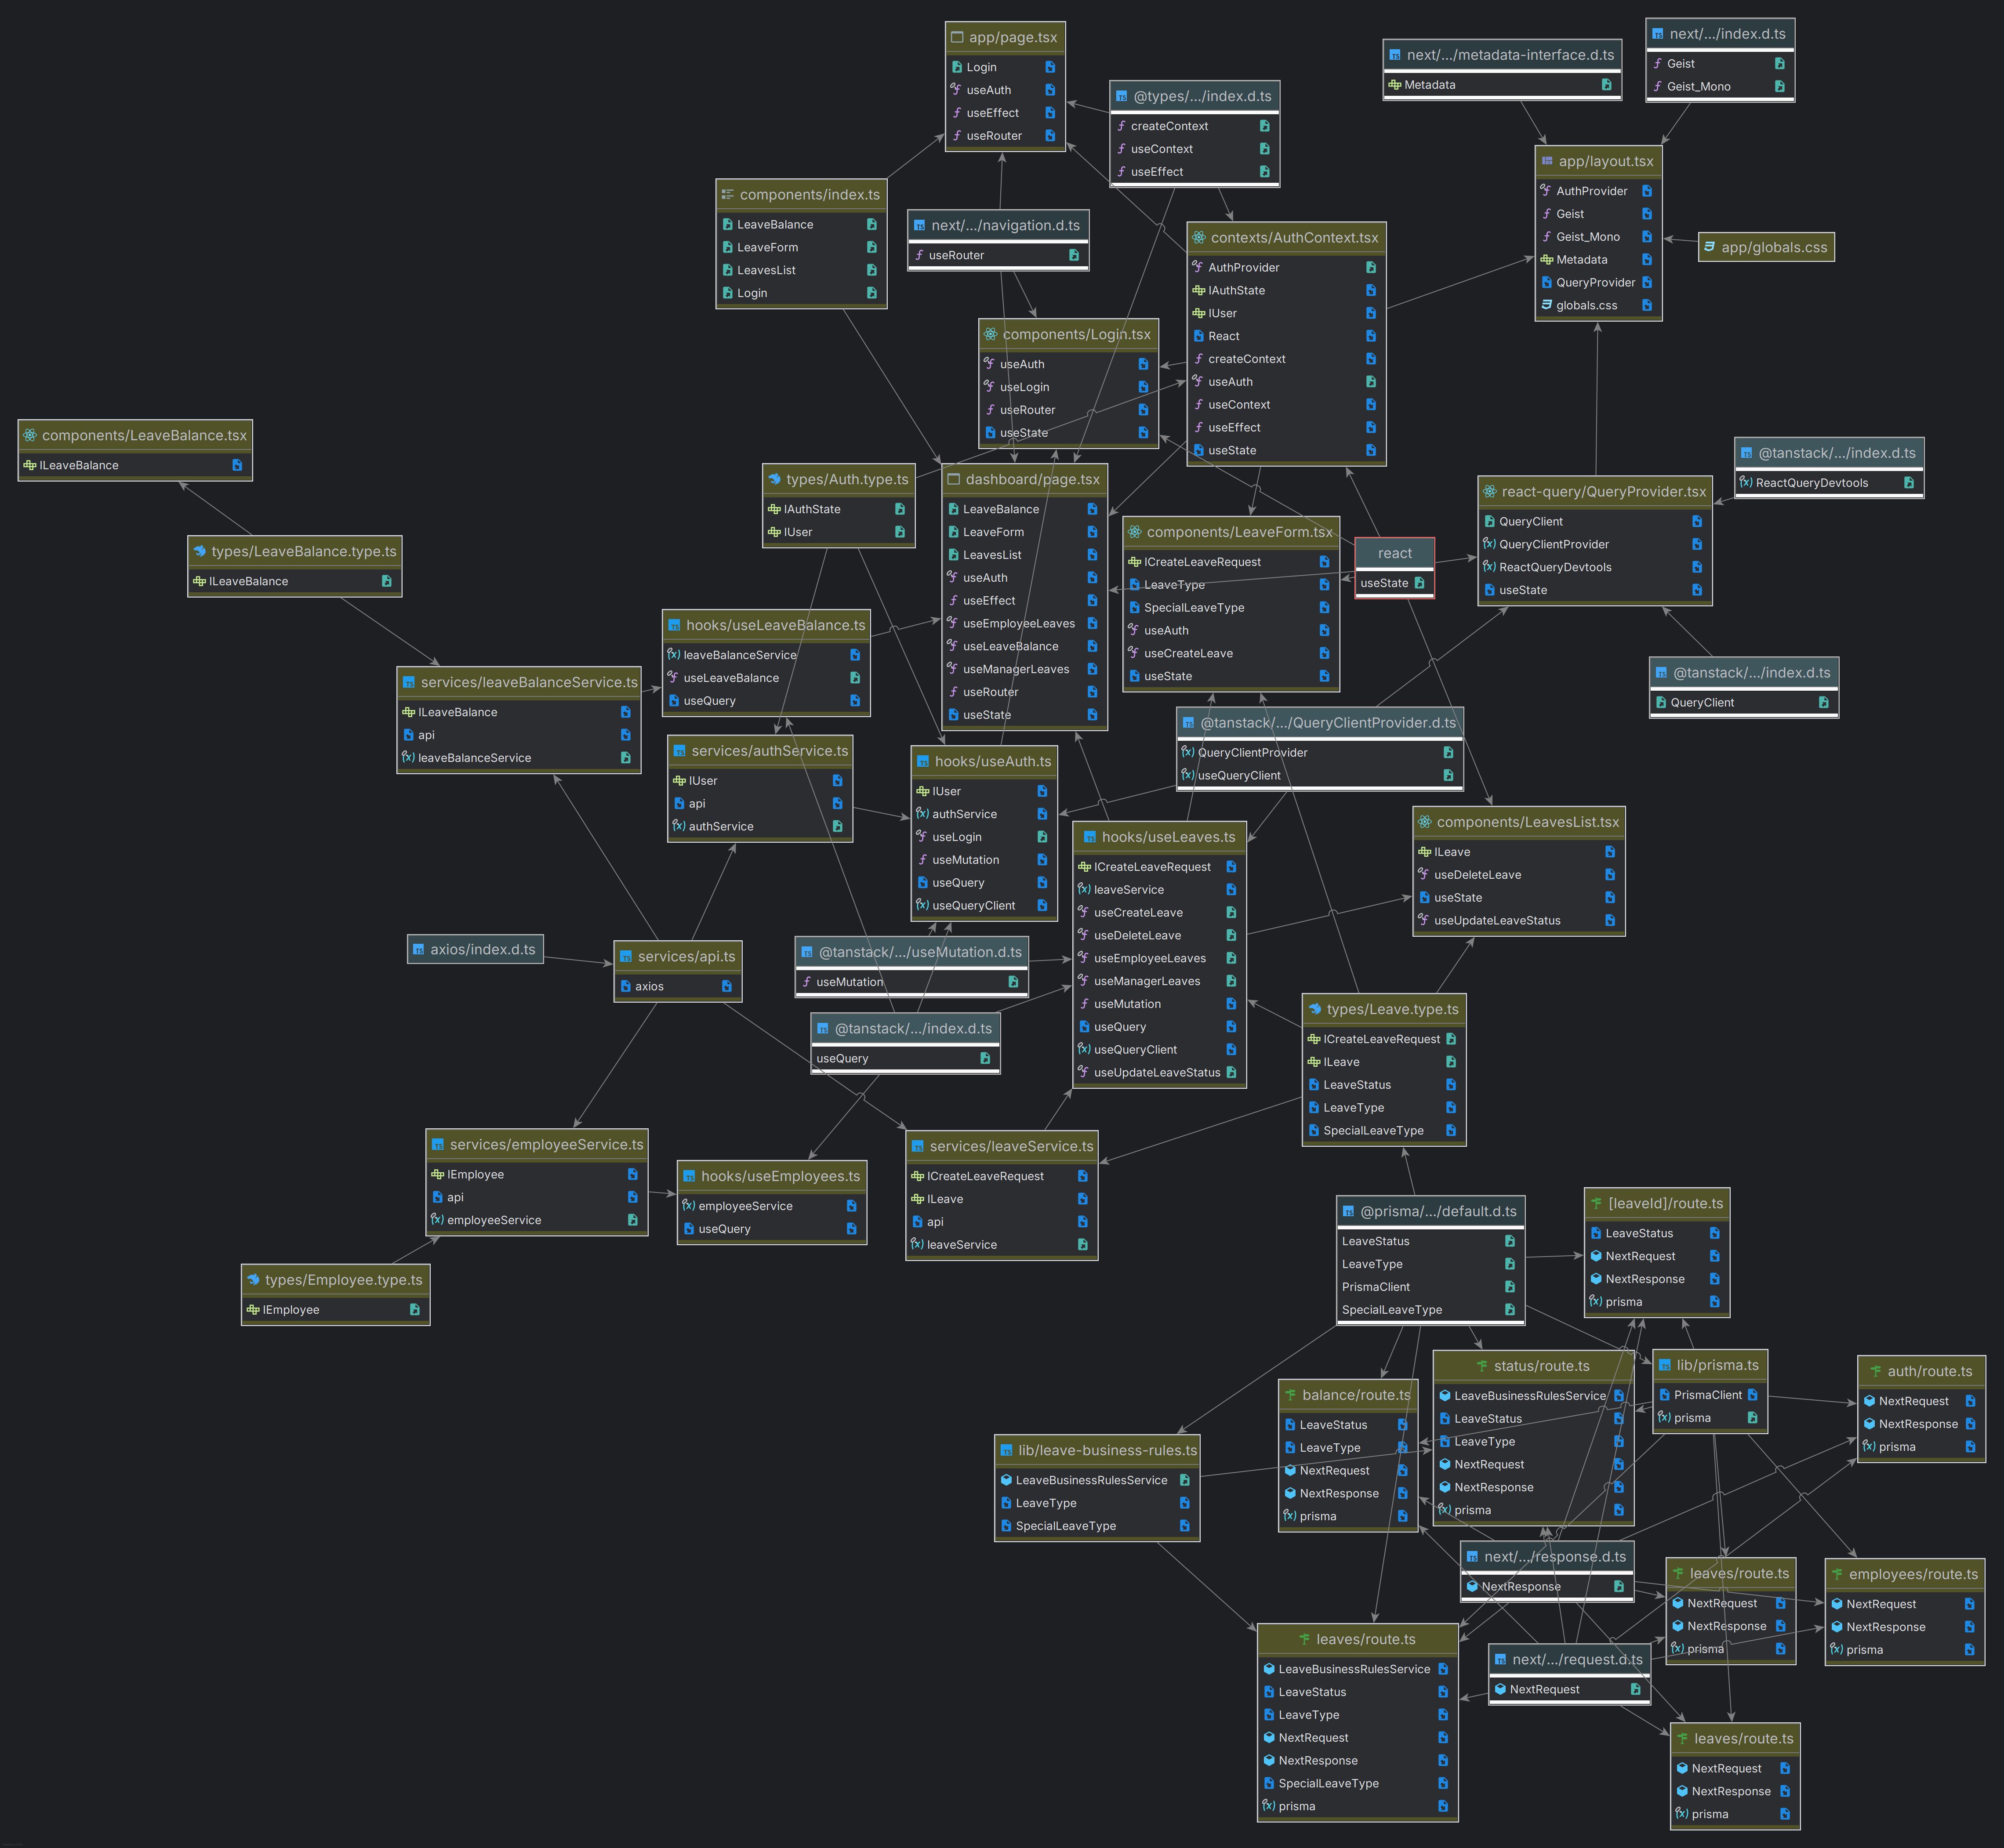 app/page.tsx
Login
useAuth
useEffect
useRouter
next/.../metadata-interface.d.ts
Metadata
next/.../index.d.ts
Geist
Geist_Mono
@types/.../index.d.ts
createContext
useContext
useEffect
app/layout.tsx
AuthProvider
Geist
Geist_Mono
Metadata
QueryProvider
globals.css
app/globals.css
components/index.ts
LeaveBalance
LeaveForm
LeavesList
Login
next/.../navigation.d.ts
useRouter
contexts/AuthContext.tsx
AuthProvider
IAuthState
IUser
React
createContext
useAuth
useContext
useEffect
useState
components/Login.tsx
useAuth
useLogin
useRouter
useState
components/LeaveBalance.tsx
ILeaveBalance
types/Auth.type.ts
IAuthState
IUser
dashboard/page.tsx
LeaveBalance
LeaveForm
LeavesList
useAuth
useEffect
useEmployeeLeaves
useLeaveBalance
useManagerLeaves
useRouter
useState
@tanstack/.../index.d.ts
ReactQueryDevtools
react-query/QueryProvider.tsx
QueryClient
QueryClientProvider
ReactQueryDevtools
useState
components/LeaveForm.tsx
ICreateLeaveRequest
LeaveType
SpecialLeaveType
useAuth
useCreateLeave
useState
react
useState
types/LeaveBalance.type.ts
ILeaveBalance
hooks/useLeaveBalance.ts
leaveBalanceService
useLeaveBalance
useQuery
services/leaveBalanceService.ts
ILeaveBalance
api
leaveBalanceService
@tanstack/.../index.d.ts
QueryClient
@tanstack/.../QueryClientProvider.d.ts
QueryClientProvider
useQueryClient
services/authService.ts
IUser
api
authService
hooks/useAuth.ts
IUser
authService
useLogin
useMutation
useQuery
useQueryClient
hooks/useLeaves.ts
ICreateLeaveRequest
leaveService
useCreateLeave
useDeleteLeave
useEmployeeLeaves
useManagerLeaves
useMutation
useQuery
useQueryClient
useUpdateLeaveStatus
components/LeavesList.tsx
ILeave
useDeleteLeave
useState
useUpdateLeaveStatus
axios/index.d.ts
services/api.ts
axios
@tanstack/.../useMutation.d.ts
useMutation
@tanstack/.../index.d.ts
useQuery
types/Leave.type.ts
ICreateLeaveRequest
ILeave
LeaveStatus
LeaveType
SpecialLeaveType
services/employeeService.ts
IEmployee
api
employeeService
hooks/useEmployees.ts
employeeService
useQuery
services/leaveService.ts
ICreateLeaveRequest
ILeave
api
leaveService
types/Employee.type.ts
IEmployee
@prisma/.../default.d.ts
LeaveStatus
LeaveType
PrismaClient
SpecialLeaveType
[leaveId]/route.ts
LeaveStatus
NextRequest
NextResponse
prisma
status/route.ts
LeaveBusinessRulesService
LeaveStatus
LeaveType
NextRequest
NextResponse
prisma
lib/prisma.ts
PrismaClient
prisma
auth/route.ts
NextRequest
NextResponse
prisma
balance/route.ts
LeaveStatus
LeaveType
NextRequest
NextResponse
prisma
lib/leave-business-rules.ts
LeaveBusinessRulesService
LeaveType
SpecialLeaveType
next/.../response.d.ts
NextResponse
leaves/route.ts
NextRequest
NextResponse
prisma
employees/route.ts
NextRequest
NextResponse
prisma
leaves/route.ts
LeaveBusinessRulesService
LeaveStatus
LeaveType
NextRequest
NextResponse
SpecialLeaveType
prisma
next/.../request.d.ts
NextRequest
leaves/route.ts
NextRequest
NextResponse
prisma